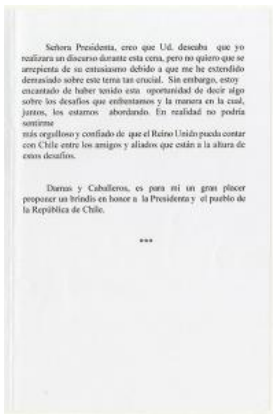 Señora Presidenta, creo que Ud. deseaba que yo
realizara un discurso durante esta cena, pero no quiero que se
arrepienta de su entusiasmo debido a que me he extendido
demasiado sobre este tema tan crucial. Sin embargo, estoy
encantado de haber tenido esta oportunidad de decir algo
sobre los desafíos que enfrentamos y la manera en la cual,
juntos, los estamos abordando. En realidad no podría
sentirme
más orgulloso y confiado de que el Reino Unido pueda contar
con Chile entre los amigos y aliados que están a la altura de
estos desafíos.
Damas y Caballeros, es para mi un gran placer
proponer un brindis en honor a la Presidenta y el pueblo de
la República de Chile.
***